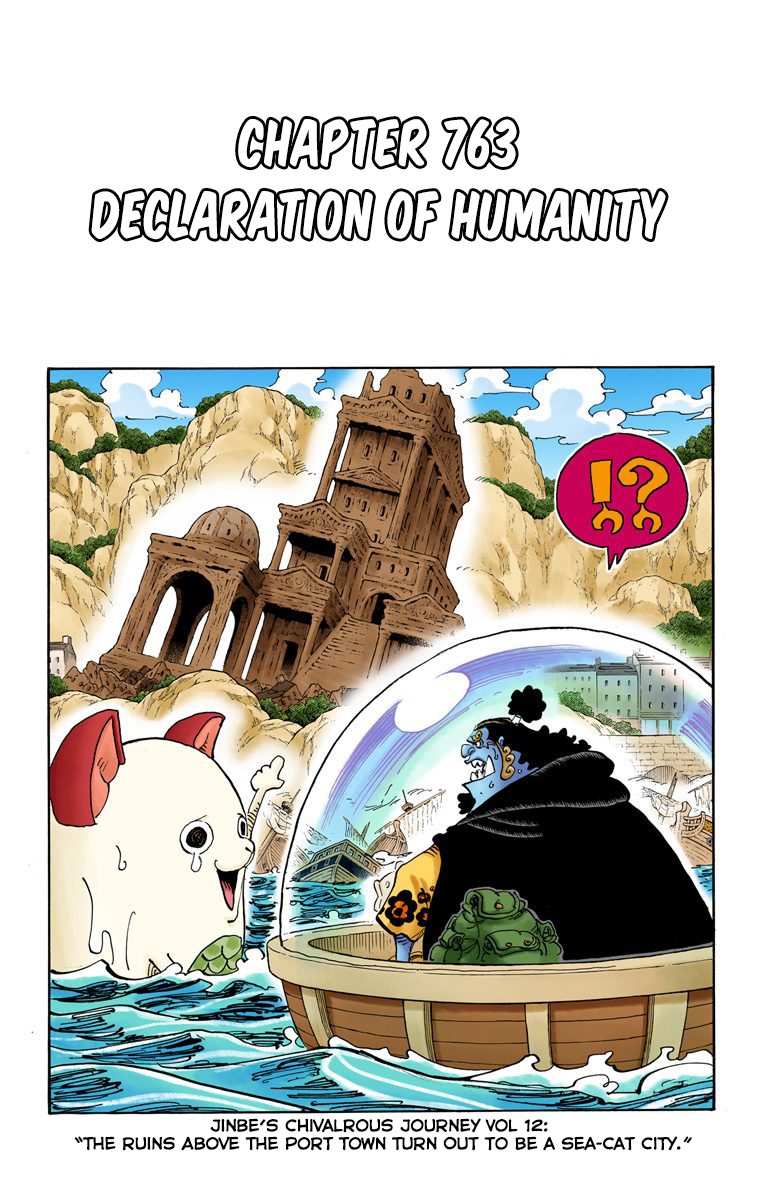 CHAPTER 763
DECLARATION OF HUMANITY
!?
JINBE'S CHIVALROUS JOURNEY VOL 12:
"THE RUINS ABOVE THE PORT TOWN TURN OUT TO BE A SEA-CAT CITY."